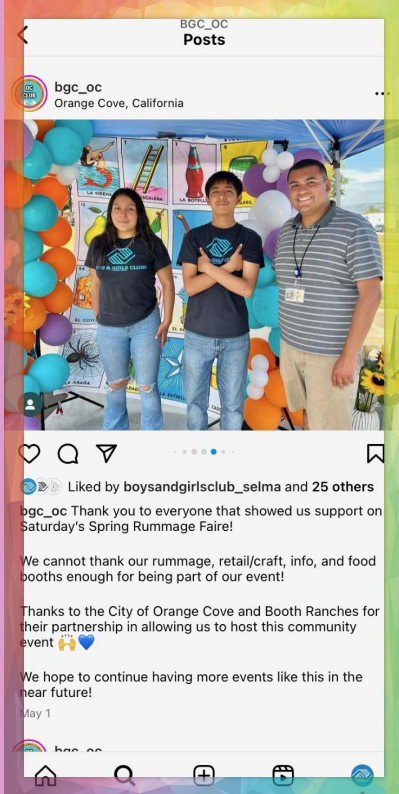 BGC_OC
Posts
bgc_oc
Orange Cove, California
LA SIRENA
ESCALERA
LA BOTELLA
BOYS & GIRLS CLUBS
LA ARAÑA
LA ESTRELLA
Liked by boysandgirlsclub_selma and 25 others
bgc_oc Thank you to everyone that showed us support on
Saturday's Spring Rummage Faire!
We cannot thank our rummage, retail/craft, info, and food
booths enough for being part of our event!
Thanks to the City of Orange Cove and Booth Ranches for
their partnership in allowing us to host this community
event 🙌💙
We hope to continue having more events like this in the
near future!
May 1
bgc_oc